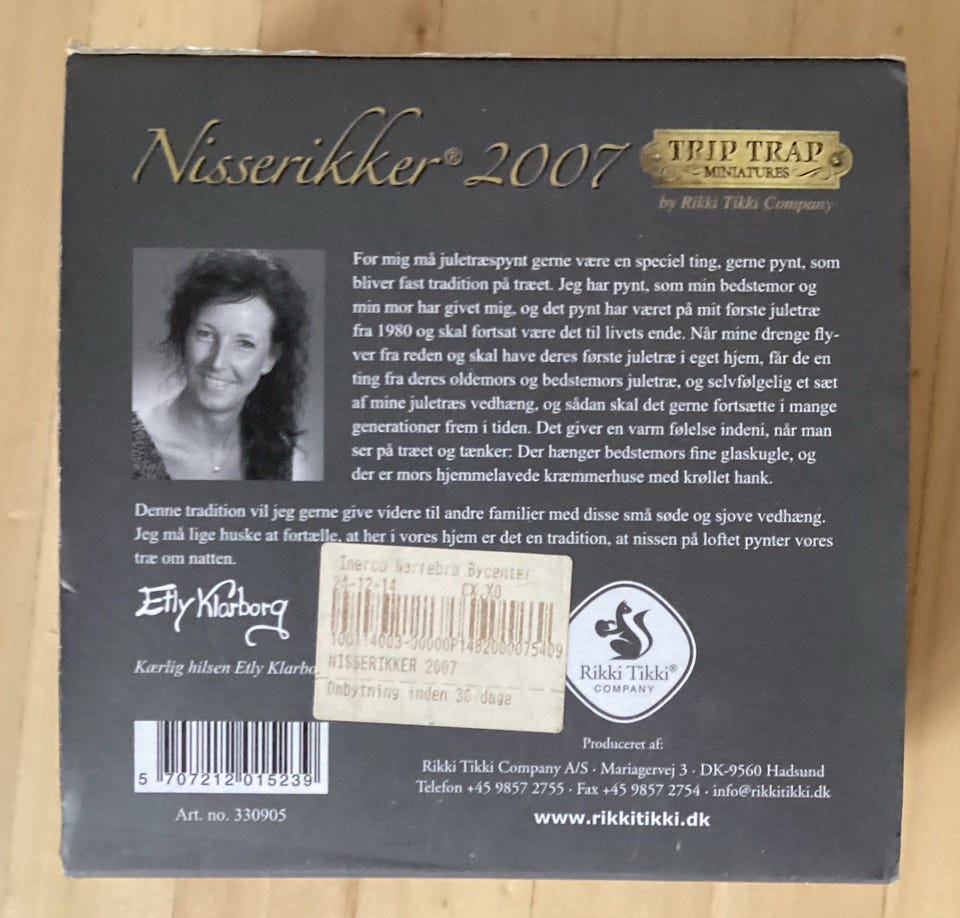 Nisserikker® 2007
TRIP TRAP
MINIATURES
by Rikki Tikki Company
For mig må juletræspynt gerne være en speciel ting, gerne pynt, som
bliver fast tradition på træet. Jeg har pynt, som min bedstemor og
min mor har givet mig, og det pynt har været på mit første juletræ
fra 1980 og skal fortsat være det til livets ende. Når mine drenge fly-
ver fra reden og skal have deres første juletræ i eget hjem, får de en
ting fra deres oldemors og bedstemors juletræ, og selvfølgelig et sæt
af mine juletræs vedhæng, og sådan skal det gerne fortsætte i mange
generationer frem i tiden. Det giver en varm følelse indeni, når man
ser på træet og tænker: Der hænger bedstemors fine glaskugle, og
der er mors hjemmelavede kræmmerhuse med krøllet hank.
Denne tradition vil jeg gerne give videre til andre familier med disse små søde og sjove vedhæng.
Jeg må lige huske at fortælle, at her i vores hjem er det en tradition, at nissen på loftet pynter vores
træ om natten.
Etly Klarborg
Kærlig hilsen Etly Klarbo
Inerco Nørrebro Bycenter
24-12-14 CX.XO
180114003-00000P1482000075409
NISSERIKKER 2007
Ombytning inden 30 dage
Rikki Tikki®
COMPANY
5 707212 015239
Art. no. 330905
Produceret af:
Rikki Tikki Company A/S · Mariagervej 3 · DK-9560 Hadsund
Telefon +45 9857 2755 · Fax +45 9857 2754 · info@rikkitikki.dk
www.rikkitikki.dk